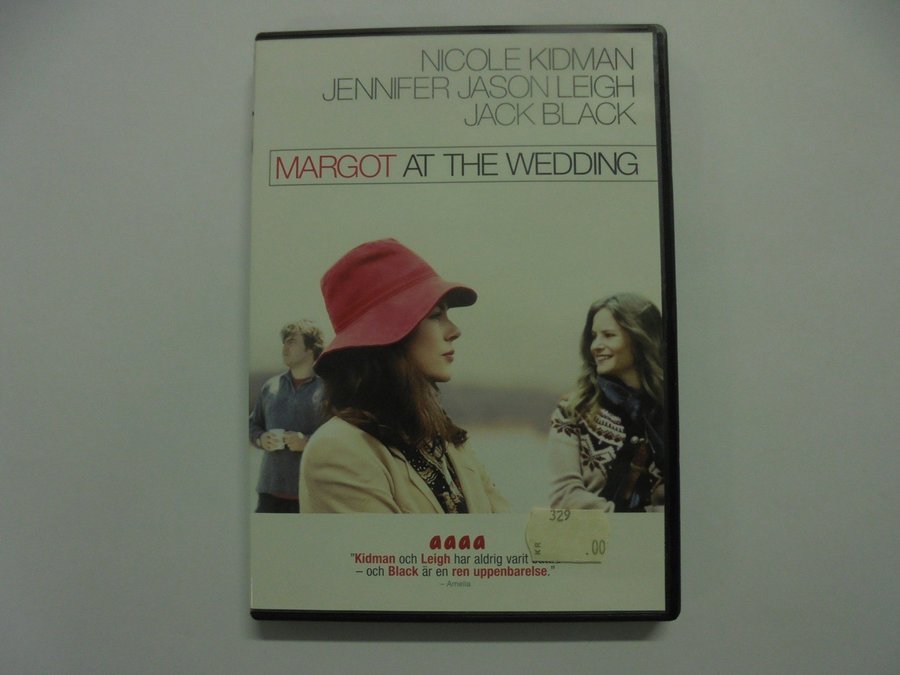 NICOLE KIDMAN
JENNIFER JASON LEIGH
JACK BLACK
MARGOT AT THE WEDDING
aaaa
"Kidman och Leigh har aldrig varit
– och Black är en ren uppenbarelse."
– Amelia
329
KR .00